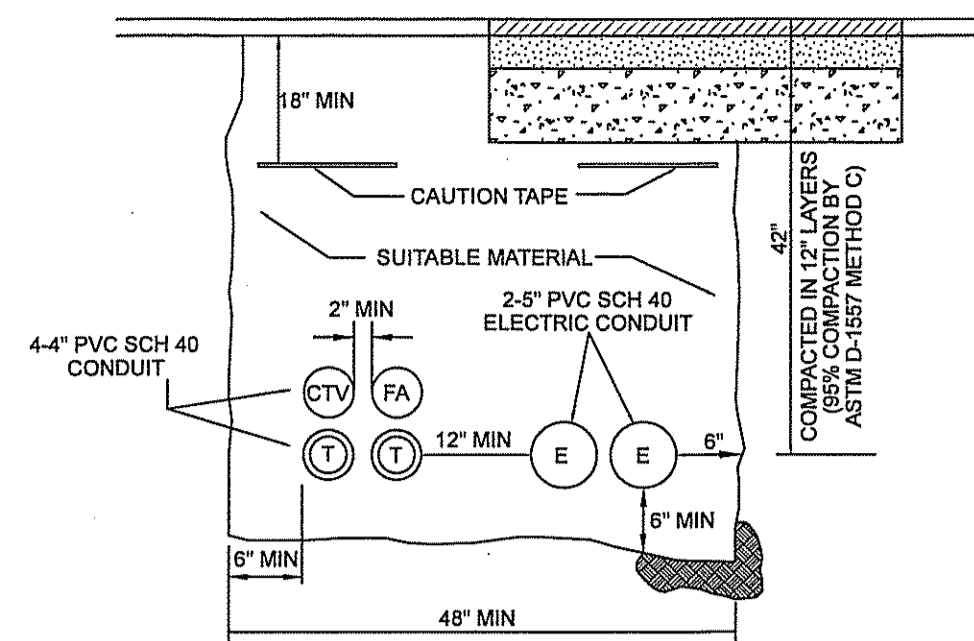 18" MIN
CAUTION TAPE
SUITABLE MATERIAL
2" MIN
2-5" PVC SCH 40
ELECTRIC CONDUIT
4-4" PVC SCH 40
CONDUIT
CTV
FA
T
T
12" MIN
E
E
6"
6" MIN
6" MIN
48" MIN
42"
COMPACTED IN 12" LAYERS
(95% COMPACTION BY
ASTM D-1557 METHOD C)